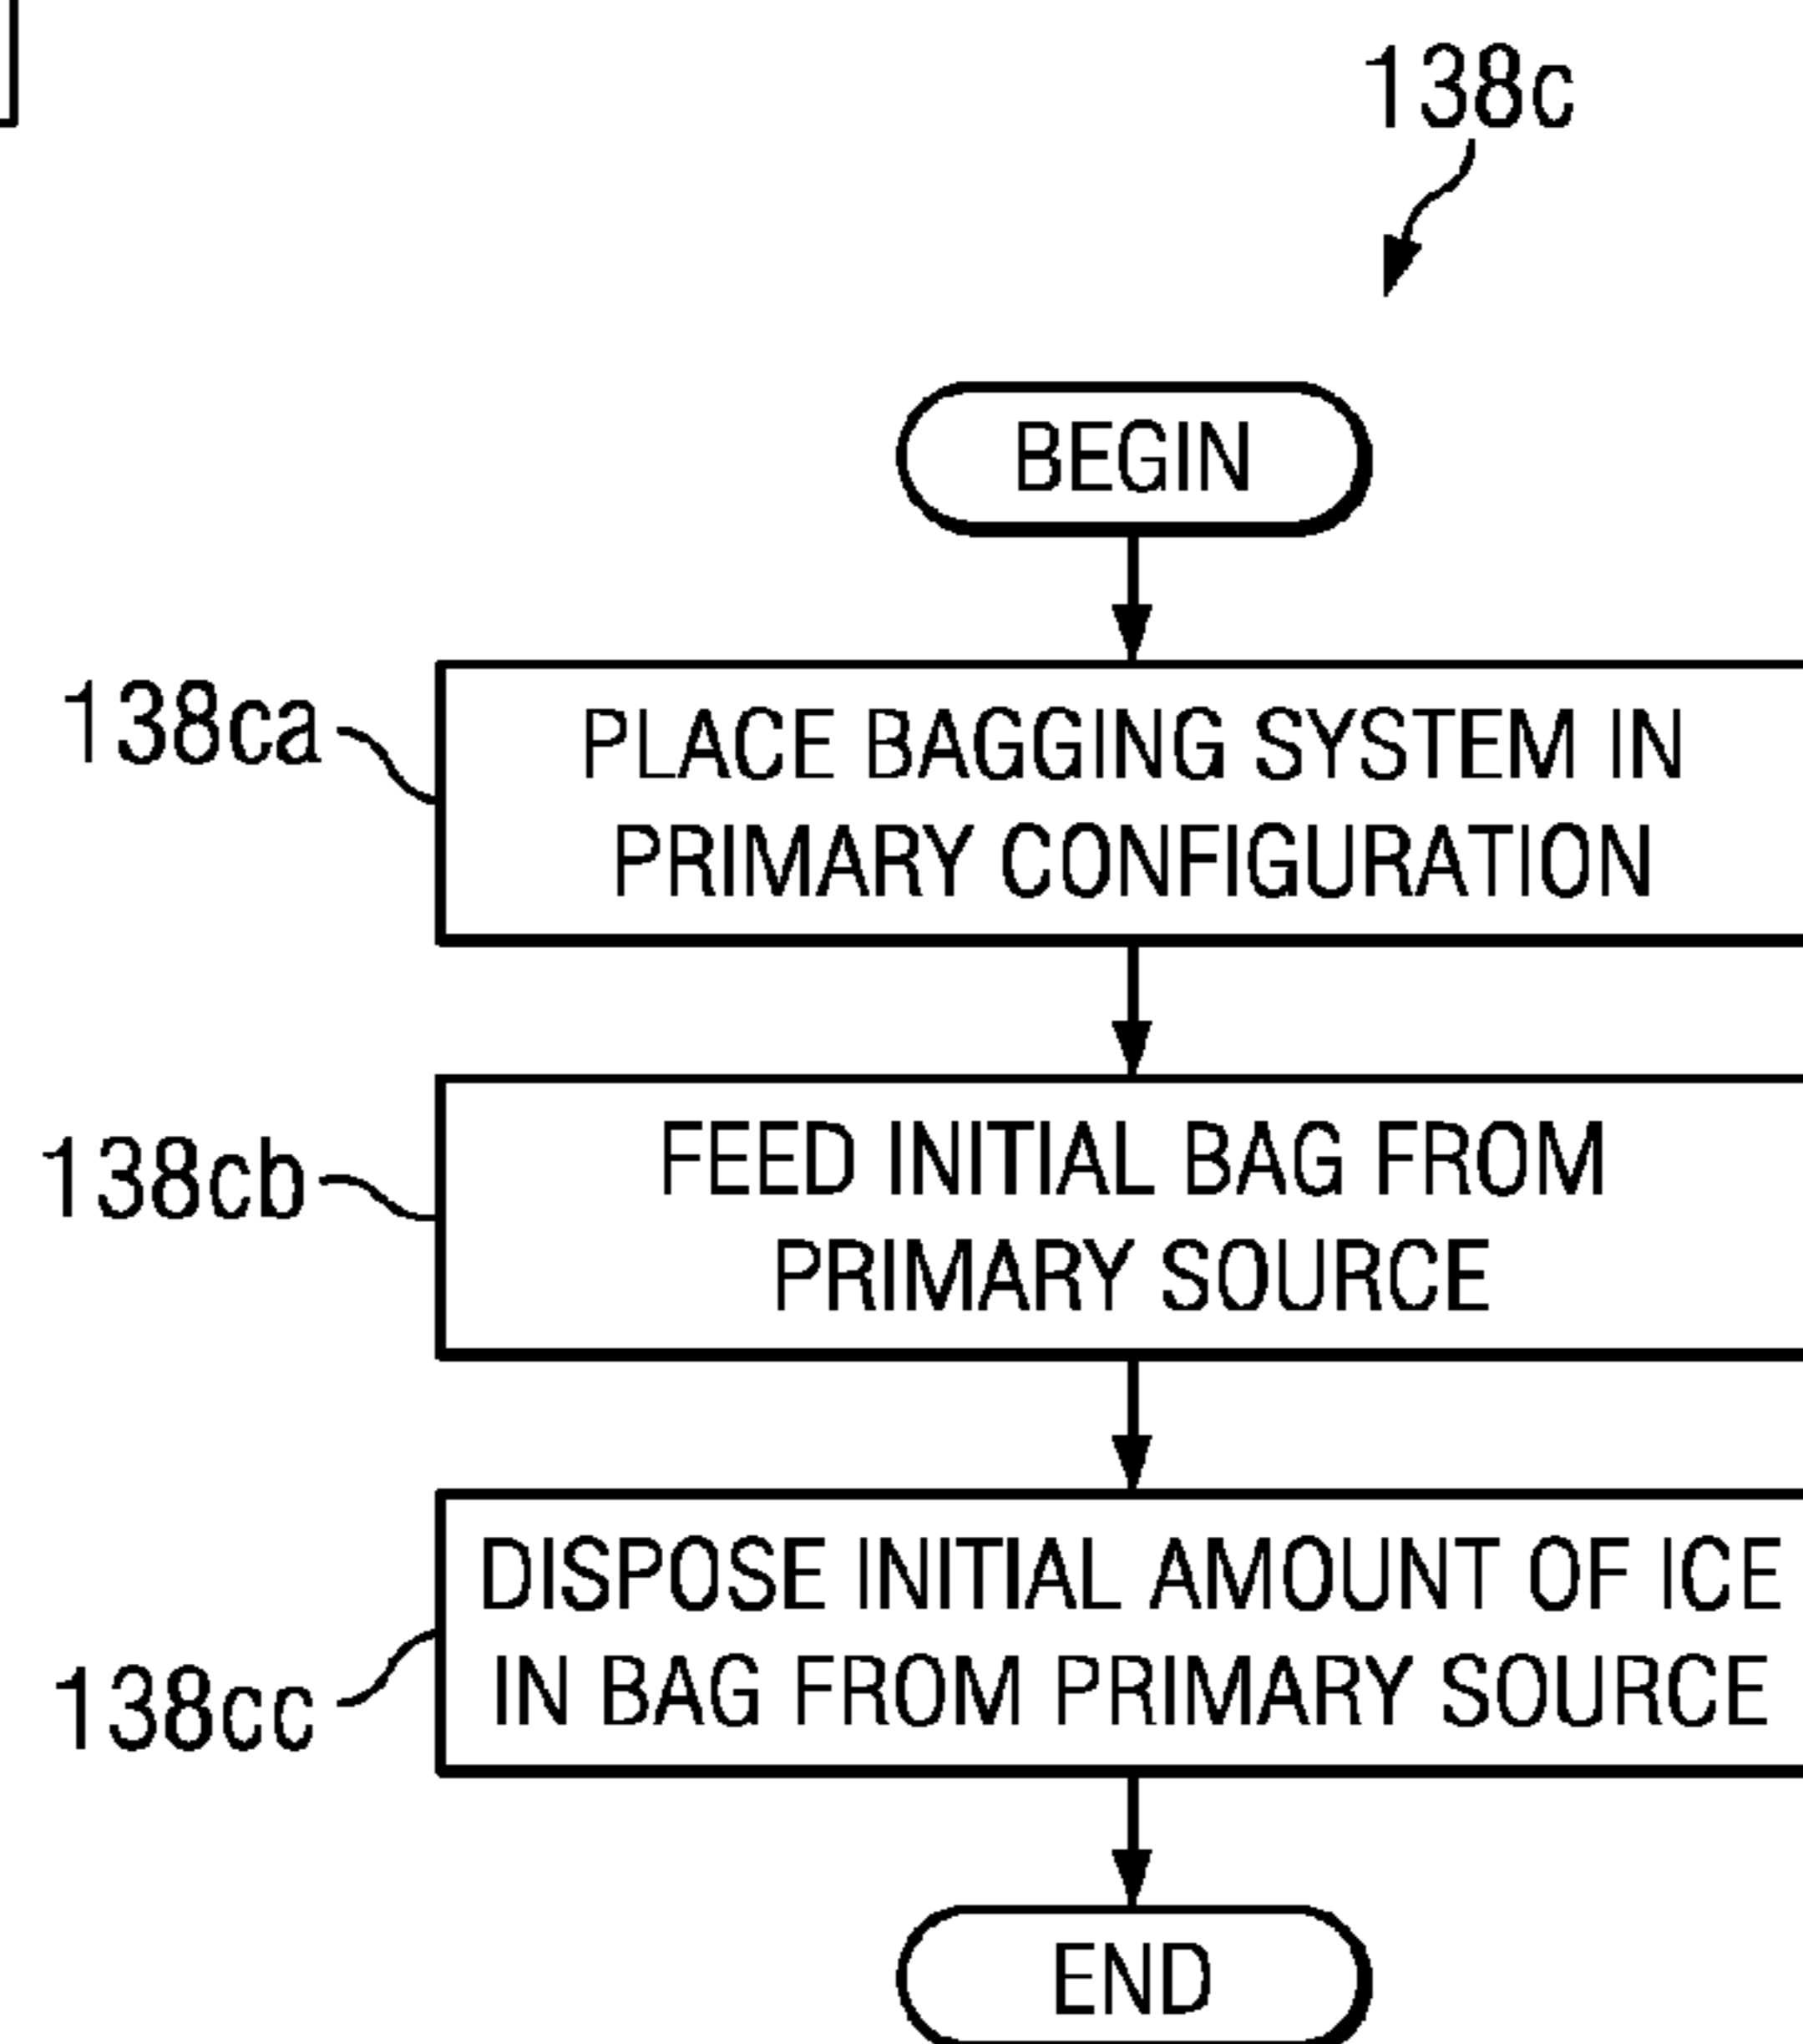 138c
BEGIN
138ca
PLACE BAGGING SYSTEM IN
PRIMARY CONFIGURATION
138cb
FEED INITIAL BAG FROM
PRIMARY SOURCE
DISPOSE INITIAL AMOUNT OF ICE
IN BAG FROM PRIMARY SOURCE
138cc
END